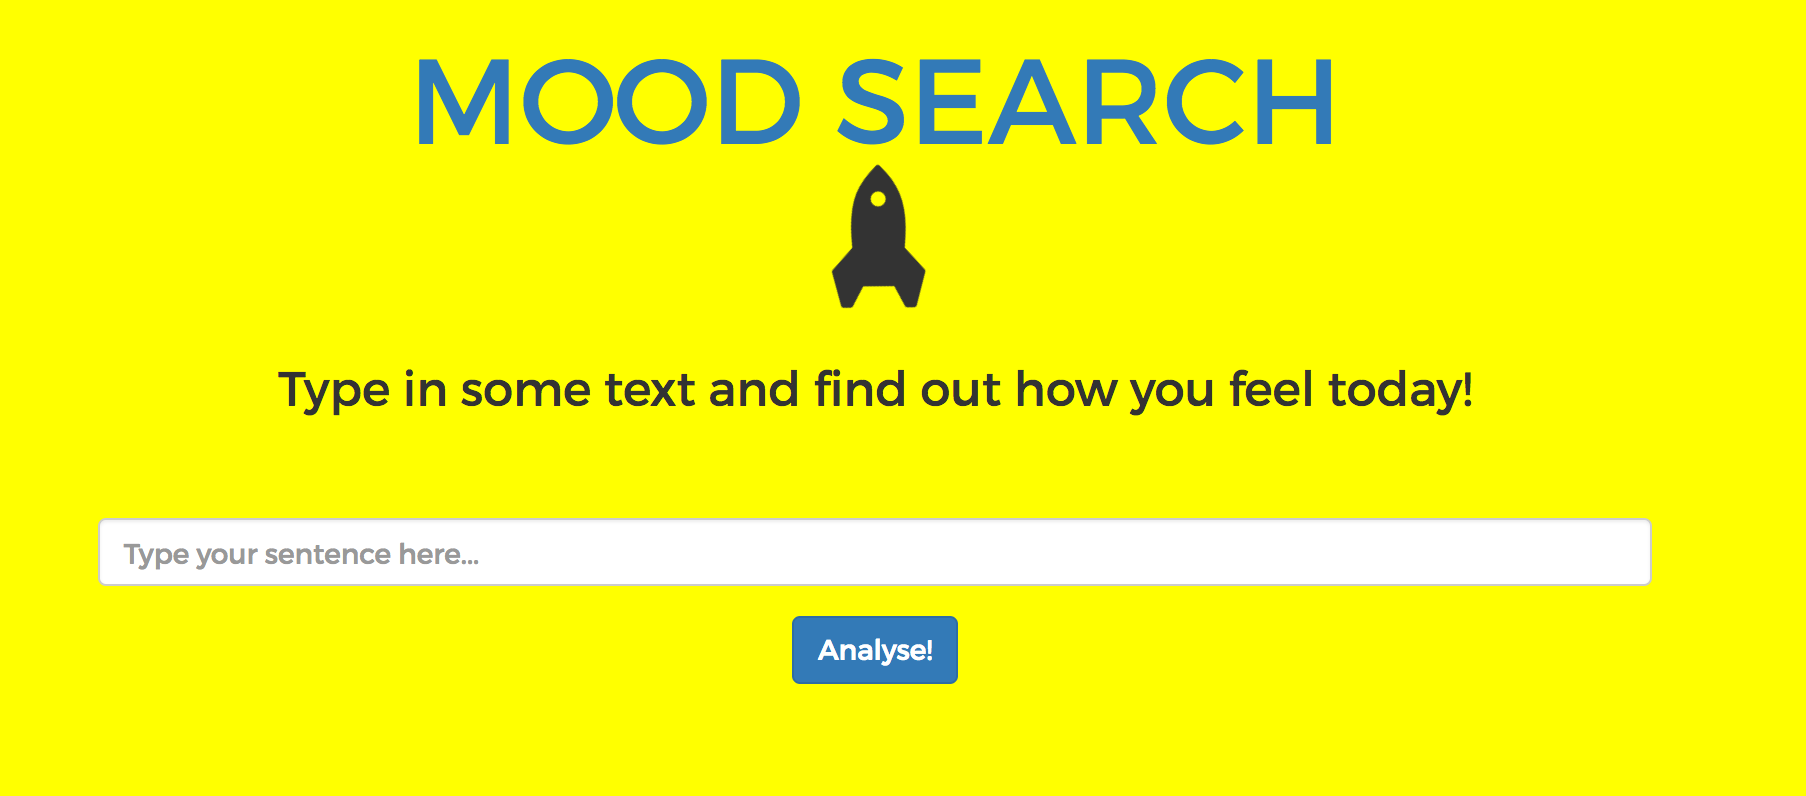 MOOD SEARCH
Type in some text and find out how you feel today!
Type your sentence here...
Analyse!